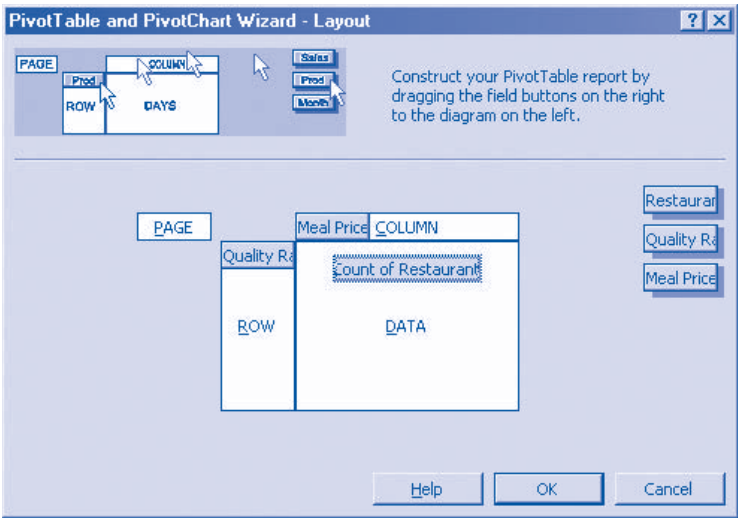 PivotTable and PivotChart Wizard - Layout
PAGE
COLUMN
Prod
ROW
DAYS
Sales
Prod
Month
Construct your PivotTable report by
dragging the field buttons on the right
to the diagram on the left.
PAGE
Meal Price COLUMN
Quality Ra
Count of Restaurant
ROW
DATA
Restauran
Quality Ra
Meal Price
Help
OK
Cancel